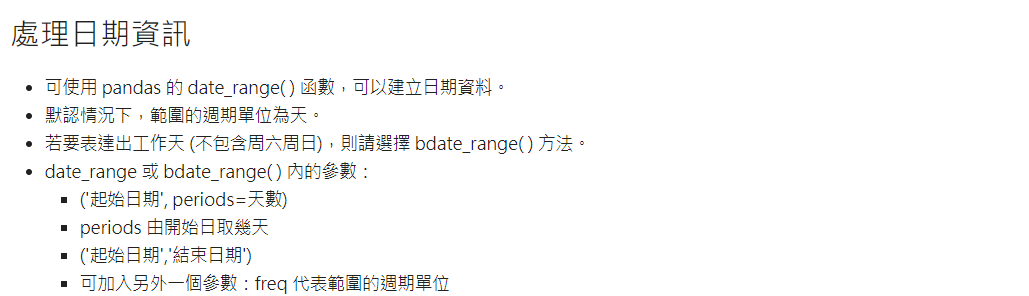 處理日期資訊
可使用 pandas 的 date_range( ) 函數，可以建立日期資料。
默認情況下，範圍的週期單位為天。
若要表達出工作天 (不包含周六周日)，則請選擇 bdate_range( ) 方法。
date_range 或 bdate_range( ) 內的參數：
('起始日期', periods=天數)
periods 由開始日取幾天
('起始日期','結束日期')
可加入另外一個參數：freq 代表範圍的週期單位